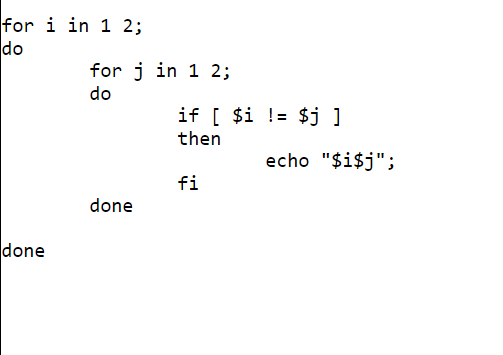 for i in 1 2;
do
for j in 1 2;
do
if [ $i != $j ]
then
echo "$i$j";
fi
done
done